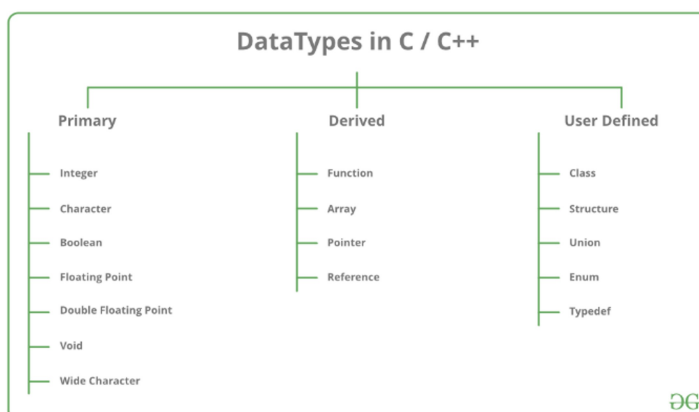 DataTypes in C / C++
Primary
Integer
Character
Boolean
Floating Point
Double Floating Point
Void
Wide Character
Derived
Function
Array
Pointer
Reference
User Defined
Class
Structure
Union
Enum
Typedef